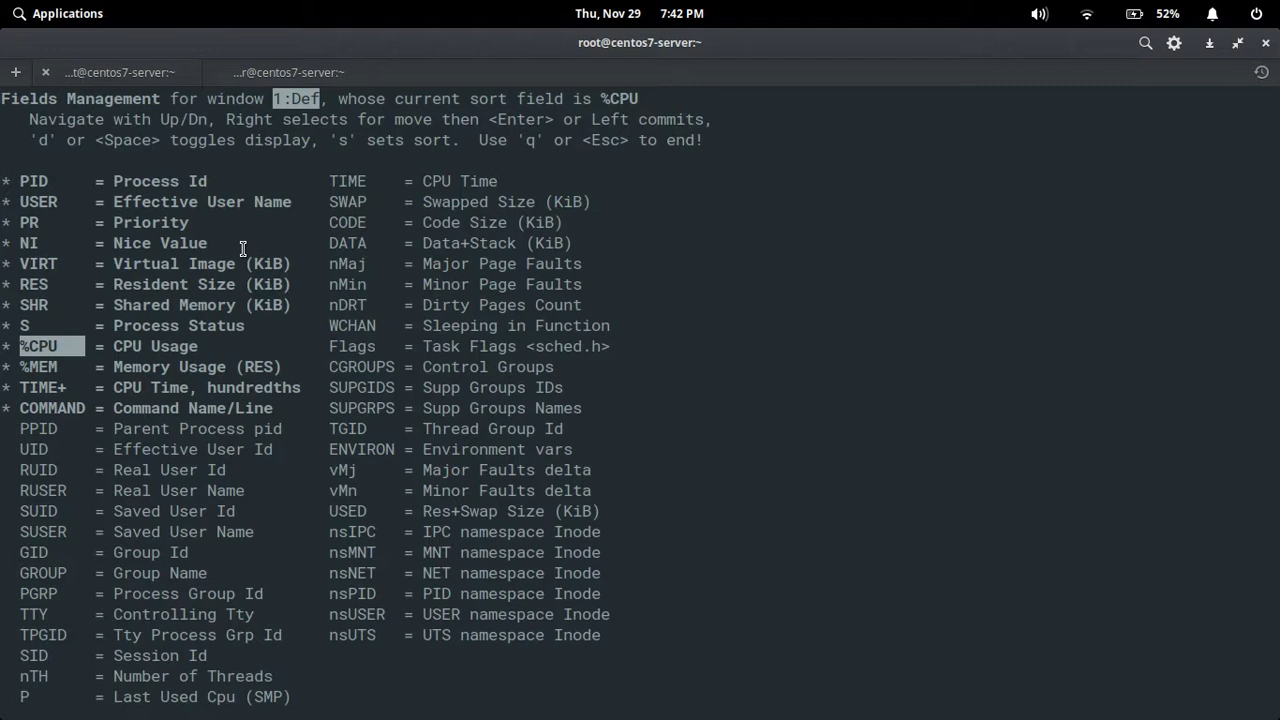 Applications Thu, Nov 29 7:42 PM 52%
root@centos7-server:~
+ × ...t@centos7-server:~ ...r@centos7-server:~
Fields Management for window 1:Def, whose current sort field is %CPU
Navigate with Up/Dn, Right selects for move then <Enter> or Left commits,
'd' or <Space> toggles display, 's' sets sort. Use 'q' or <Esc> to end!
* PID = Process Id TIME = CPU Time
* USER = Effective User Name SWAP = Swapped Size (KiB)
* PR = Priority CODE = Code Size (KiB)
* NI = Nice Value DATA = Data+Stack (KiB)
* VIRT = Virtual Image (KiB) nMaj = Major Page Faults
* RES = Resident Size (KiB) nMin = Minor Page Faults
* SHR = Shared Memory (KiB) nDRT = Dirty Pages Count
* S = Process Status WCHAN = Sleeping in Function
* %CPU = CPU Usage Flags = Task Flags <sched.h>
* %MEM = Memory Usage (RES) CGROUPS = Control Groups
* TIME+ = CPU Time, hundredths SUPGIDS = Supp Groups IDs
* COMMAND = Command Name/Line SUPGRPS = Supp Groups Names
PPID = Parent Process pid TGID = Thread Group Id
UID = Effective User Id ENVIRON = Environment vars
RUID = Real User Id vMj = Major Faults delta
RUSER = Real User Name vMn = Minor Faults delta
SUID = Saved User Id USED = Res+Swap Size (KiB)
SUSER = Saved User Name nsIPC = IPC namespace Inode
GID = Group Id nsMNT = MNT namespace Inode
GROUP = Group Name nsNET = NET namespace Inode
PGRP = Process Group Id nsPID = PID namespace Inode
TTY = Controlling Tty nsUSER = USER namespace Inode
TPGID = Tty Process Grp Id nsUTS = UTS namespace Inode
SID = Session Id
nTH = Number of Threads
P = Last Used Cpu (SMP)